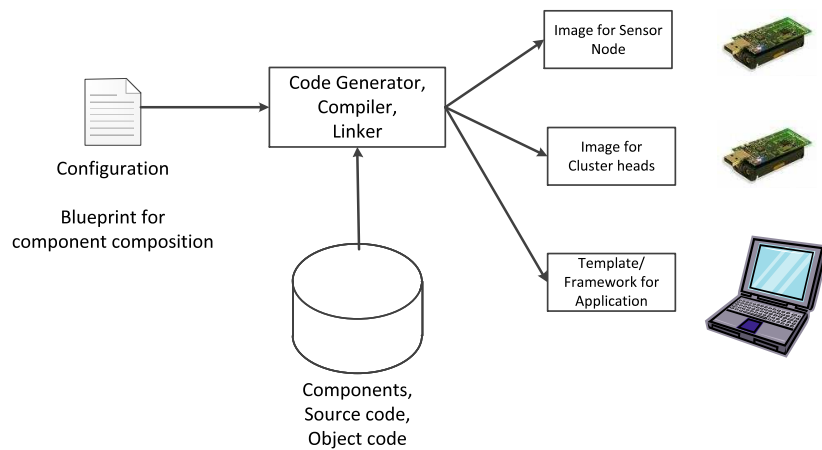 Configuration
Blueprint for
component composition
Code Generator,
Compiler,
Linker
Components,
Source code,
Object code
Image for Sensor
Node
Image for
Cluster heads
Template/
Framework for
Application